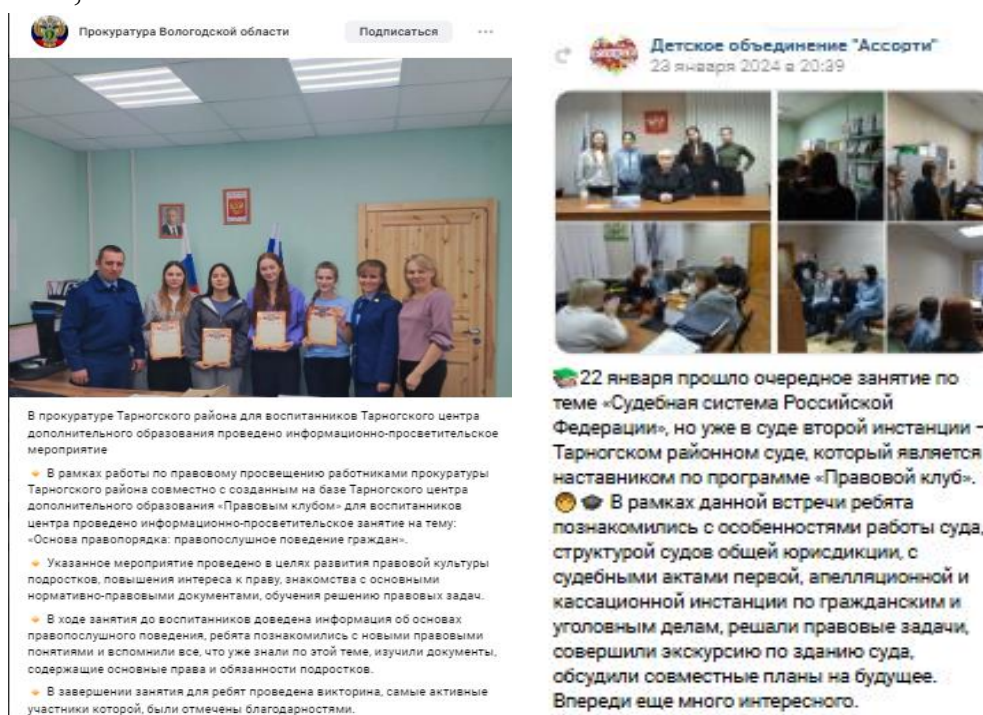 Прокуратура Вологодской области
Подписаться
В прокуратуре Тарногского района для воспитанников Тарногского центра
дополнительного образования проведено информационно-просветительское
мероприятие
В рамках работы по правовому просвещению работниками прокуратуры
Тарногского района совместно с созданным на базе Тарногского центра
дополнительного образования «Правовым клубом» для воспитанников
центра проведено информационно-просветительское занятие на тему:
«Основа правопорядка: правопослушное поведение граждан».
Указанное мероприятие проведено в целях развития правовой культуры
подростков, повышения интереса к праву, знакомства с основными
нормативно-правовыми документами, обучения решению правовых задач.
В ходе занятия до воспитанников доведена информация об основах
правопослушного поведения, ребята познакомились с новыми правовыми
понятиями и вспомнили все, что уже знали по этой теме, изучили документы,
содержащие основные права и обязанности подростков.
В завершении занятия для ребят проведена викторина, самые активные
участники которой, были отмечены благодарностями.
Детское объединение "Ассорти"
23 января 2024 в 20:39
22 января прошло очередное занятие по
теме «Судебная система Российской
Федерации», но уже в суде второй инстанции –
Тарногском районном суде, который является
наставником по программе «Правовой клуб».
В рамках данной встречи ребята
познакомились с особенностями работы суда,
структурой судов общей юрисдикции, с
судебными актами первой, апелляционной и
кассационной инстанции по гражданским и
уголовным делам, решали правовые задачи,
совершили экскурсию по зданию суда,
обсудили совместные планы на будущее.
Впереди еще много интересного.